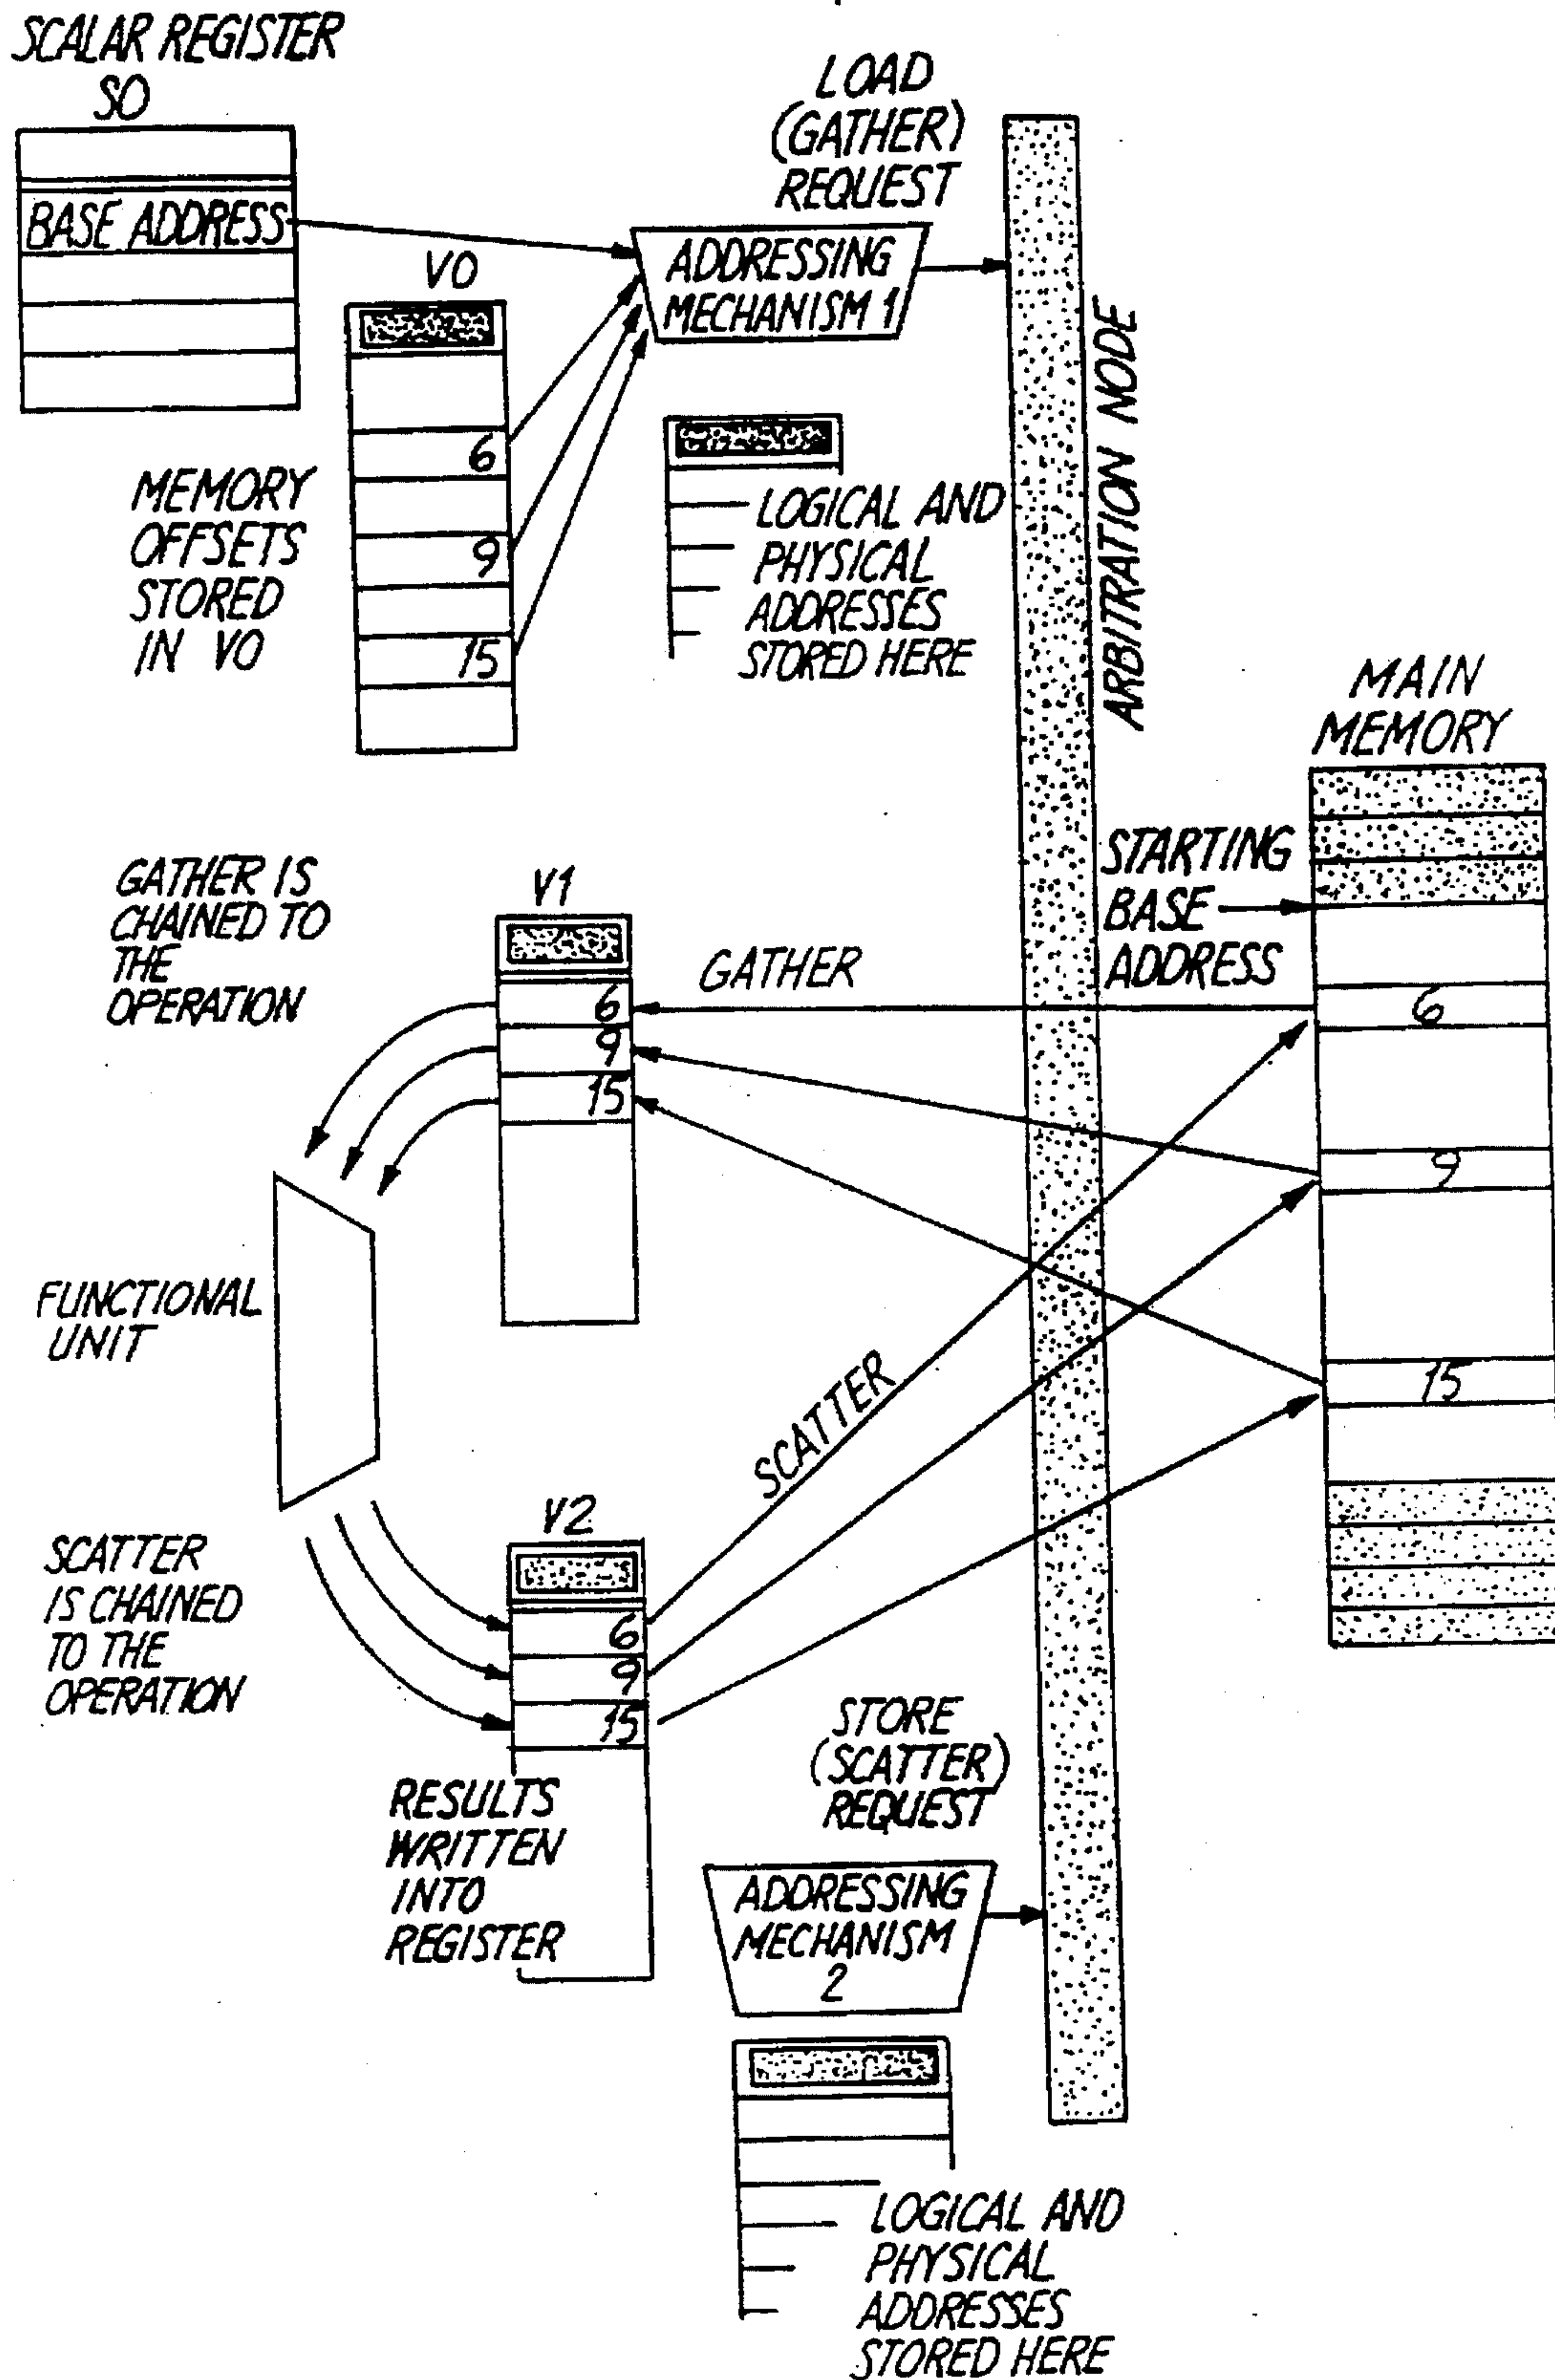 SCALAR REGISTER
SO
BASE ADDRESS
LOAD
(GATHER)
REQUEST
ADDRESSING
MECHANISM 1
VO
6
9
15
MEMORY
OFFSETS
STORED
IN VO
LOGICAL AND
PHYSICAL
ADDRESSES
STORED HERE
ARBITRATION NODE
MAIN
MEMORY
STARTING
BASE
ADDRESS
6
9
15
GATHER IS
CHAINED TO
THE
OPERATION
V1
6
9
15
GATHER
FUNCTIONAL
UNIT
SCATTER
SCATTER
IS CHAINED
TO THE
OPERATION
V2
6
9
15
RESULTS
WRITTEN
INTO
REGISTER
STORE
(SCATTER)
REQUEST
ADDRESSING
MECHANISM
2
LOGICAL AND
PHYSICAL
ADDRESSES
STORED HERE